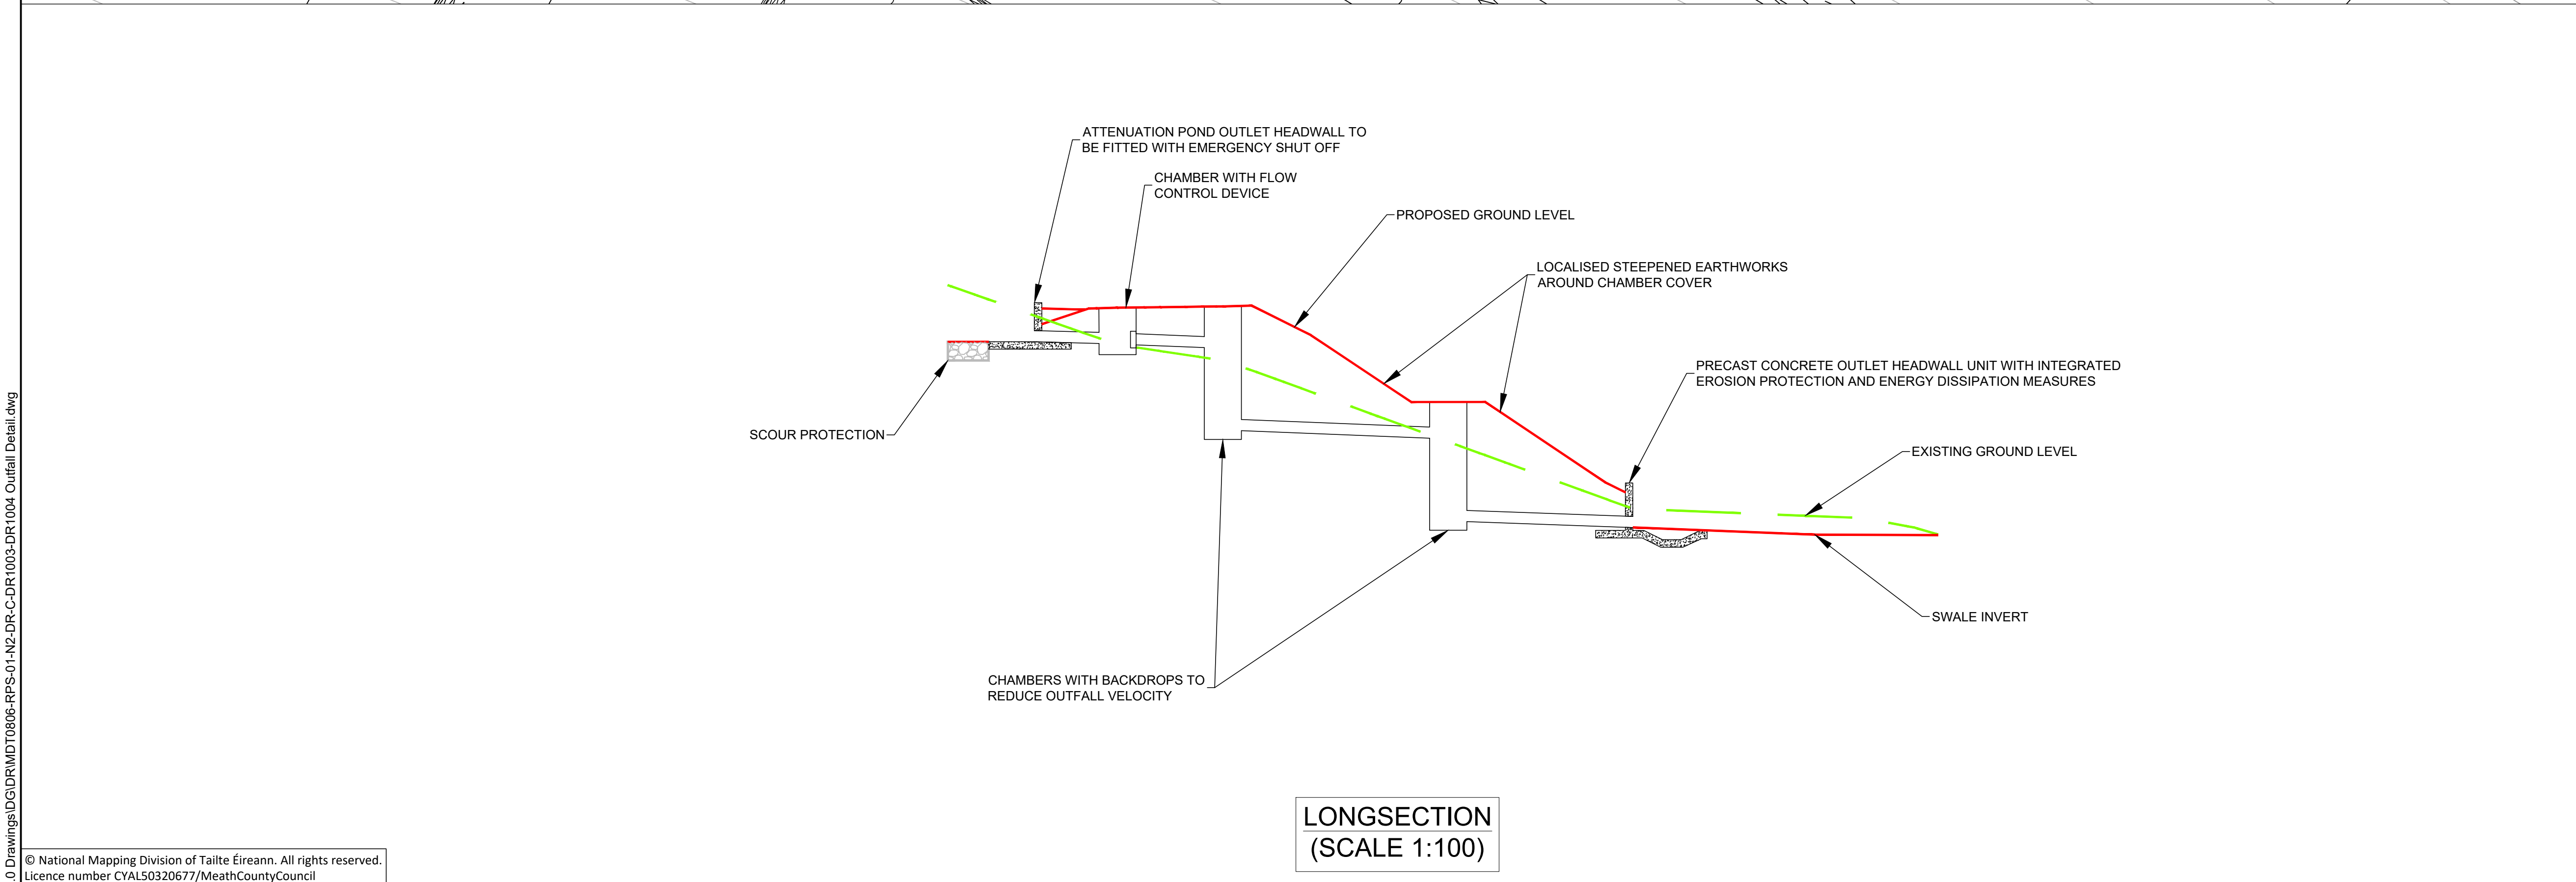 ATTENUATION POND OUTLET HEADWALL TO
BE FITTED WITH EMERGENCY SHUT OFF
CHAMBER WITH FLOW
CONTROL DEVICE
PROPOSED GROUND LEVEL
LOCALISED STEEPENED EARTHWORKS
AROUND CHAMBER COVER
PRECAST CONCRETE OUTLET HEADWALL UNIT WITH INTEGRATED
EROSION PROTECTION AND ENERGY DISSIPATION MEASURES
SCOUR PROTECTION
EXISTING GROUND LEVEL
SWALE INVERT
CHAMBERS WITH BACKDROPS TO
REDUCE OUTFALL VELOCITY
LONGSECTION
(SCALE 1:100)
.0 Drawings\DG\DR\MDT0806-RPS-01-N2-DR-C-DR1003-DR1004 Outfall Detail.dwg
© National Mapping Division of Tailte Éireann. All rights reserved.
Licence number CYAL50320677/MeathCountyCouncil